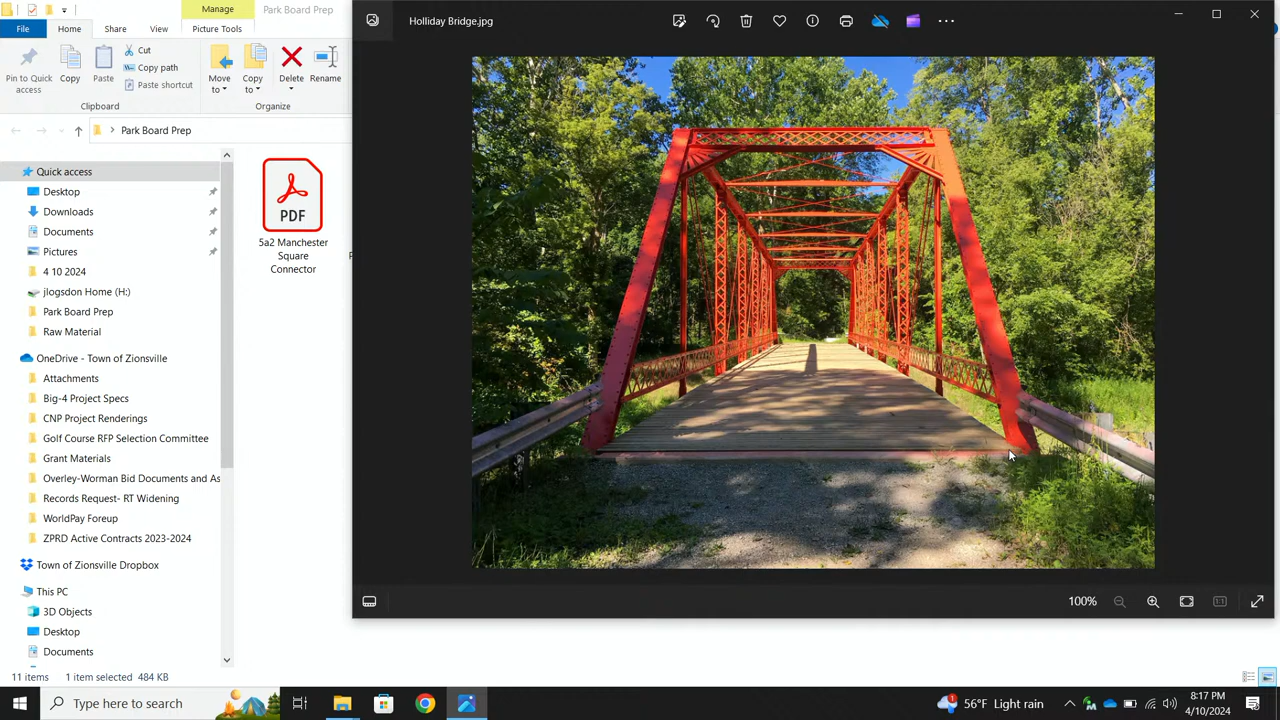 Manage
Park Board Prep
File
Home
Share
View
Picture Tools
Pin to Quick
access
Copy
Paste
Cut
Copy path
Paste shortcut
Clipboard
Move
to
Copy
to
Delete
Rename
Organize
Park Board Prep
Quick access
Desktop
Downloads
Documents
Pictures
4 10 2024
jlogsdon Home (H:)
Park Board Prep
Raw Material
OneDrive - Town of Zionsville
Attachments
Big-4 Project Specs
CNP Project Renderings
Golf Course RFP Selection Committee
Grant Materials
Overley-Worman Bid Documents and As
Records Request- RT Widening
WorldPay Foreup
ZPRD Active Contracts 2023-2024
Town of Zionsville Dropbox
This PC
3D Objects
Desktop
Documents
PDF
5a2 Manchester
Square
Connector
11 items
1 item selected 484 KB
Holliday Bridge.jpg
100%
1:1
Type here to search
1
56°F Light rain
8:17 PM
4/10/2024